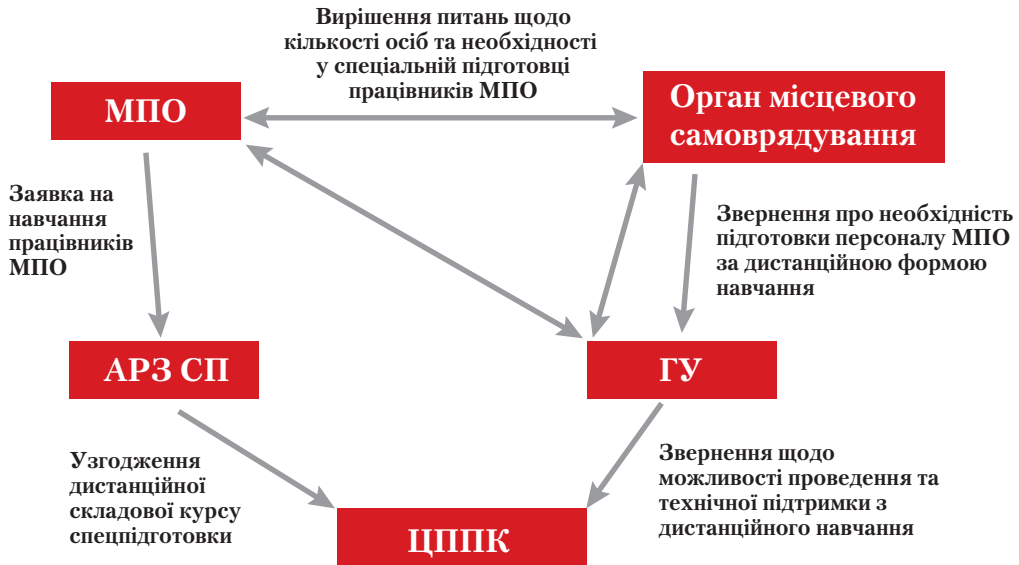 Вирішення питань щодо
кількості осіб та необхідності
у спеціальній підготовці
працівників МПО
МПО
Орган місцевого
самоврядування
Заявка на
навчання
працівників
МПО
Звернення про необхідність
підготовки персоналу МПО
за дистанційною формою
навчання
АРЗ СП
ГУ
Узгодження
дистанційної
складової курсу
спецпідготовки
Звернення щодо
можливості проведення та
технічної підтримки з
дистанційного навчання
ЦППК